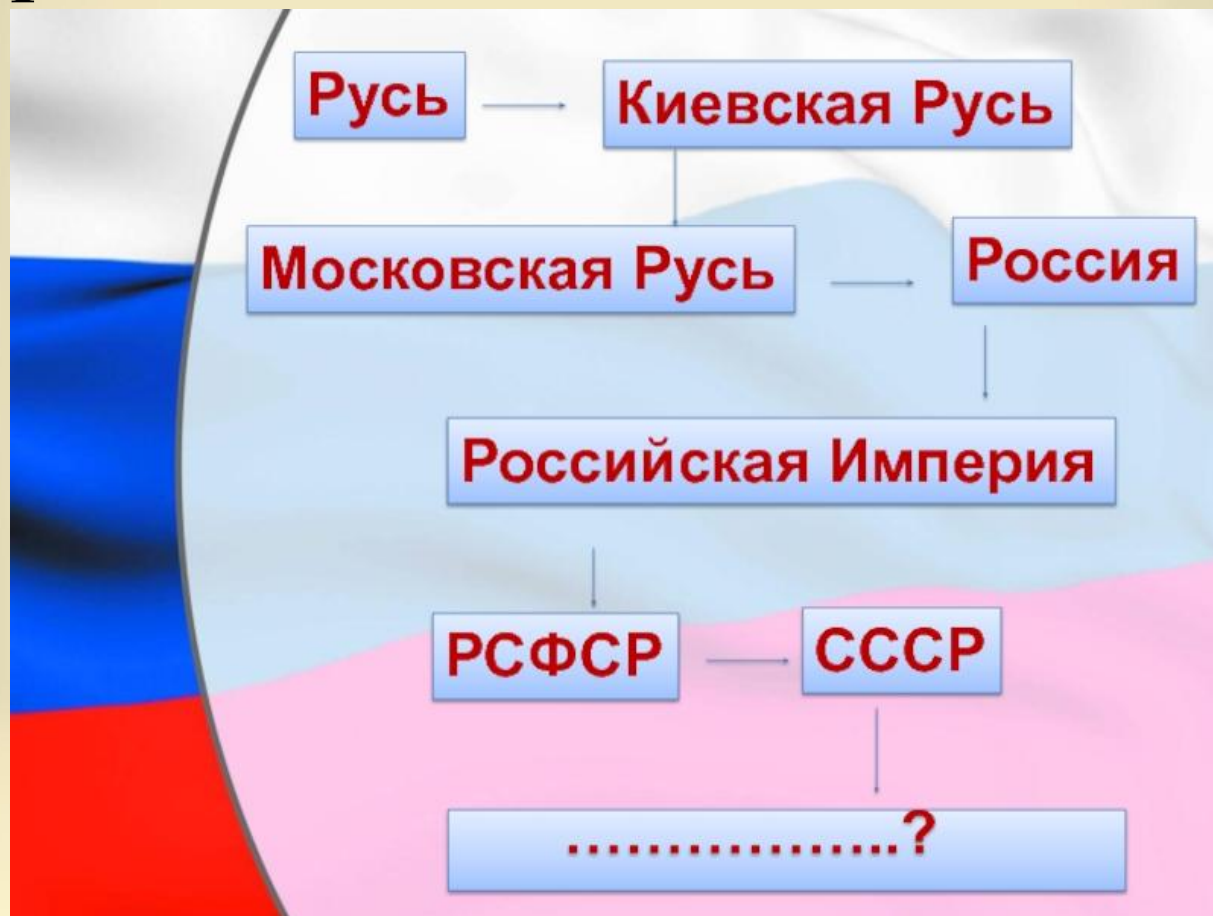 Русь
Киевская Русь
Московская Русь
Россия
Российская Империя
РСФСР
СССР
………………..?